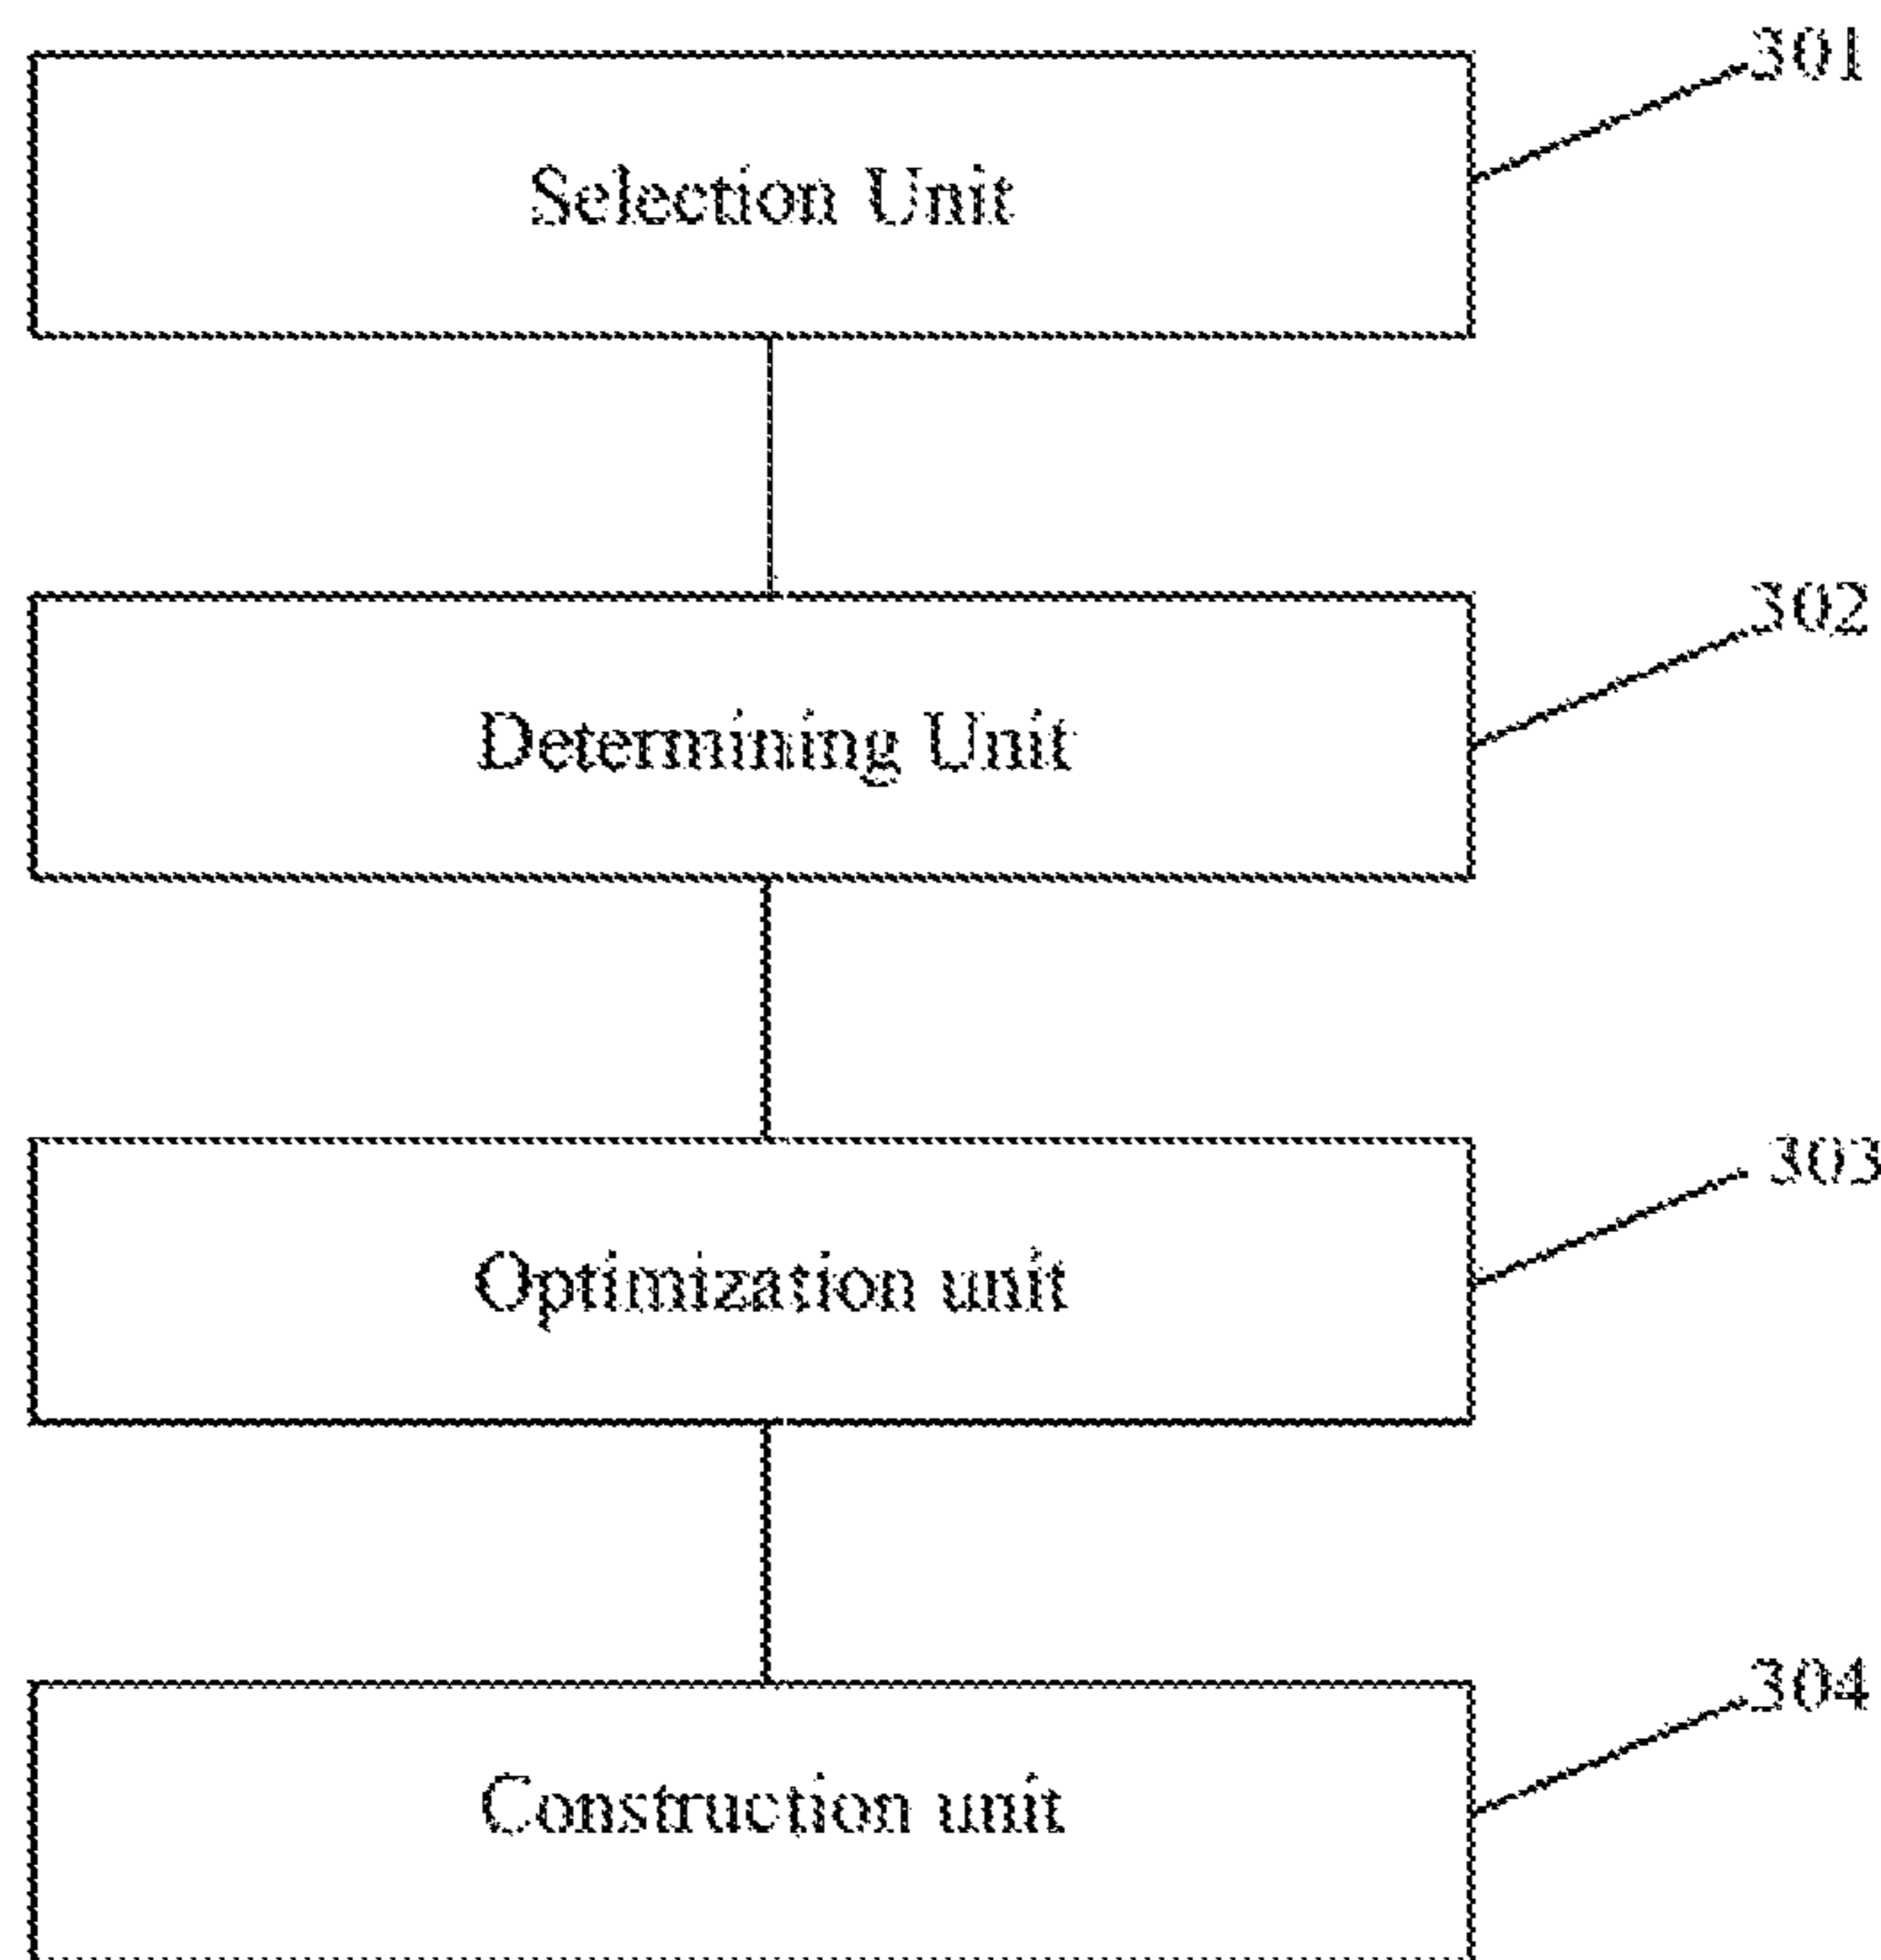 301
Selection Unit
302
Determining Unit
303
Optimization unit
304
Construction unit